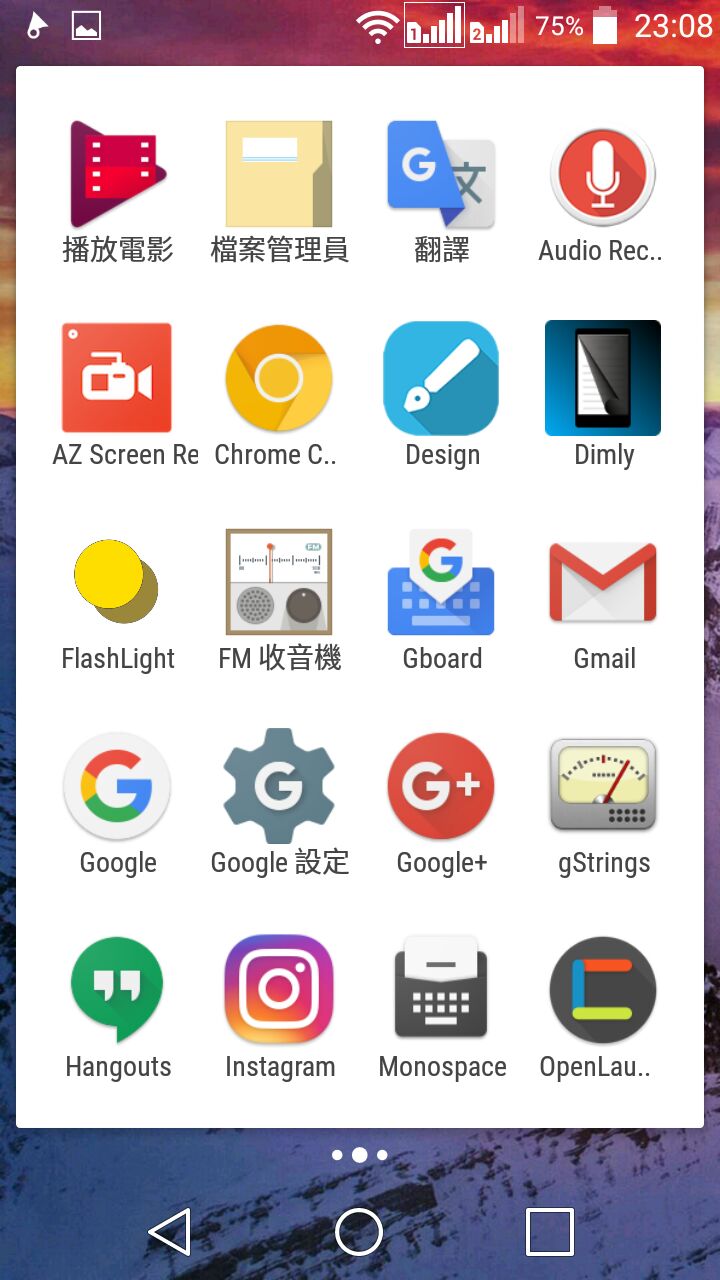 1 2 75% 23:08
播放電影 檔案管理員 翻譯 Audio Rec..
AZ Screen Re Chrome C.. Design Dimly
FM
FlashLight FM 收音機 Gboard Gmail
Google Google 設定 Google+ gStrings
Hangouts Instagram Monospace OpenLau..